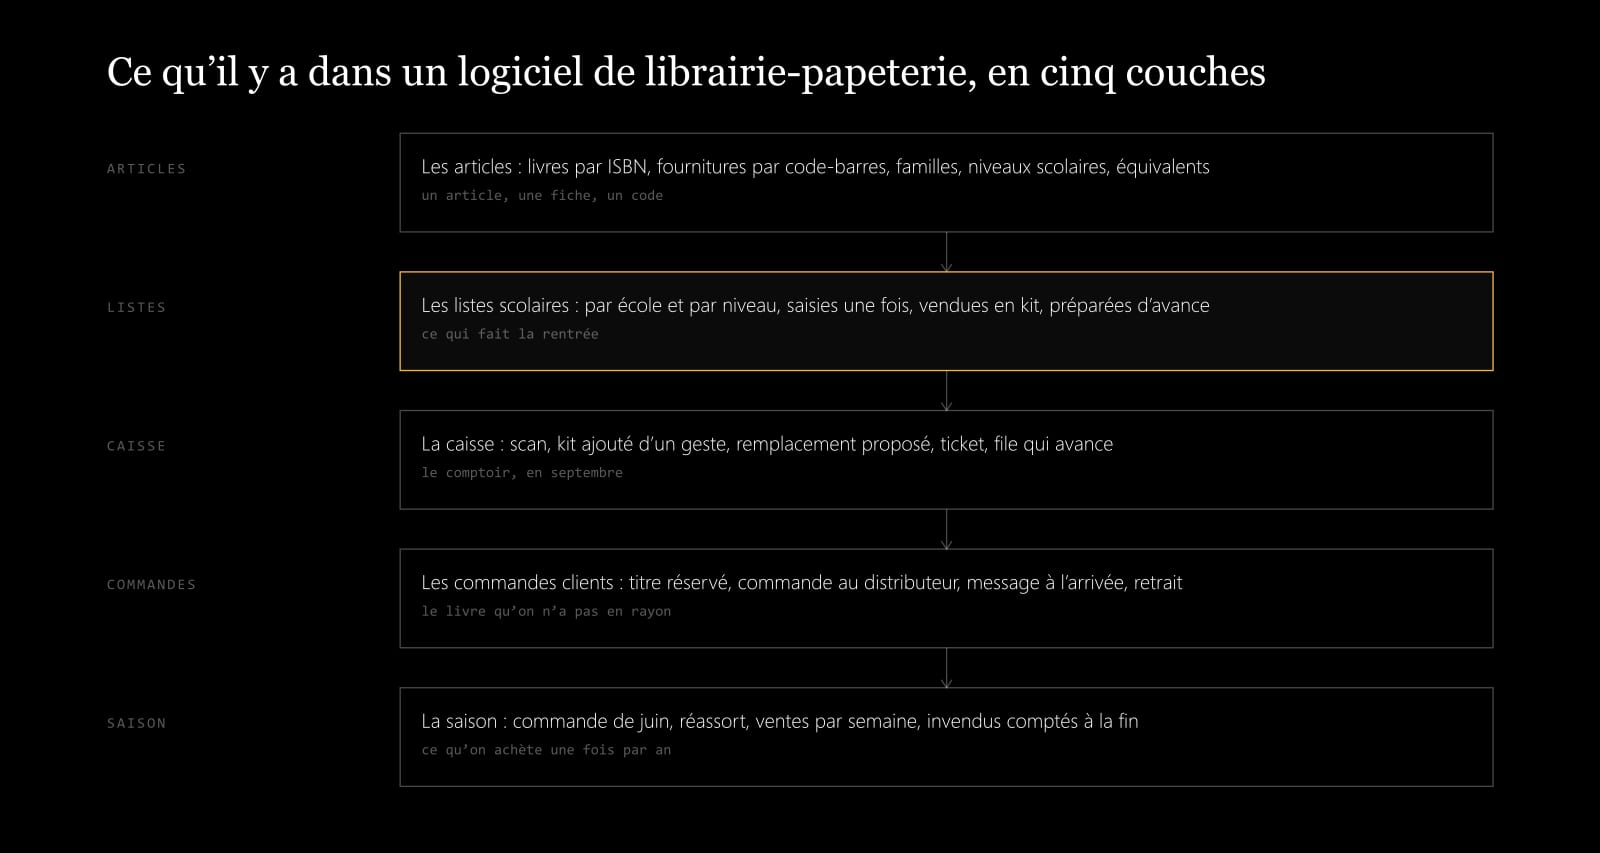 Ce qu’il y a dans un logiciel de librairie-papeterie, en cinq couches
ARTICLES
Les articles : livres par ISBN, fournitures par code-barres, familles, niveaux scolaires, équivalents
un article, une fiche, un code
LISTES
Les listes scolaires : par école et par niveau, saisies une fois, vendues en kit, préparées d’avance
ce qui fait la rentrée
CAISSE
La caisse : scan, kit ajouté d’un geste, remplacement proposé, ticket, file qui avance
le comptoir, en septembre
COMMANDES
Les commandes clients : titre réservé, commande au distributeur, message à l’arrivée, retrait
le livre qu’on n’a pas en rayon
SAISON
La saison : commande de juin, réassort, ventes par semaine, invendus comptés à la fin
ce qu’on achète une fois par an